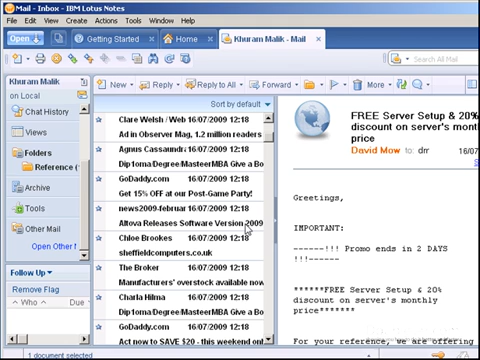 Mail - Inbox - IBM Lotus Notes
File Edit View Create Actions Tools Window Help
Open
Getting Started
Home
Khuram Malik - Mail
Search All Mail
Khuram Malik
on Local
New Reply Reply to All Forward More
Chat History
Views
Folders
Reference
Archive
Tools
Other Mail
Open Other
Follow Up
Remove Flag
Who Due
Sort by default
Clare Welsh / Web 16/07/2009 12:18
Ad in Observer Mag, 1.2 million readers
Agnus Cassaundra 16/07/2009 12:18
Dip1oma/Degree/MasteerMBA Give a Bo
GoDaddy.com 16/07/2009 12:18
Get 15% OFF at our Post-Game Party!
news2009-februar 16/07/2009 12:18
Altova Releases Software Version 2009
Chloe Brookes 16/07/2009 12:18
sheffieldcomputers.co.uk
The Broker 16/07/2009 12:18
Manufacturers' overstock available now
Charla Hilma 16/07/2009 12:18
Dip1oma/Degree/MasteerMBA Give a Bo
GoDaddy.com 16/07/2009 12:18
Act now to SAVE $20 - this weekend onl
FREE Server Setup & 20%
discount on server's monthly
price
David Mow to: drr 16/07
Greetings,
IMPORTANT:
------!!! Promo ends in 2 DAYS
!!!------
******FREE Server Setup & 20%
discount on server's monthly
price*******
For your reference, we are offering
1 document selected